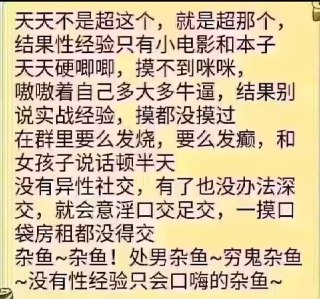 天天不是超这个，就是超那个，
结果性经验只有小电影和本子
天天硬唧唧，摸不到咪咪，
嗷嗷着自己多大多牛逼，结果别
说实战经验，摸都没摸过
在群里要么发烧，要么发癫，和
女孩子说话顿半天
没有异性社交，有了也没办法深
交，就会意淫口交足交，一摸口
袋房租都没得交
杂鱼~杂鱼！处男杂鱼~穷鬼杂鱼
~没有性经验只会口嗨的杂鱼~